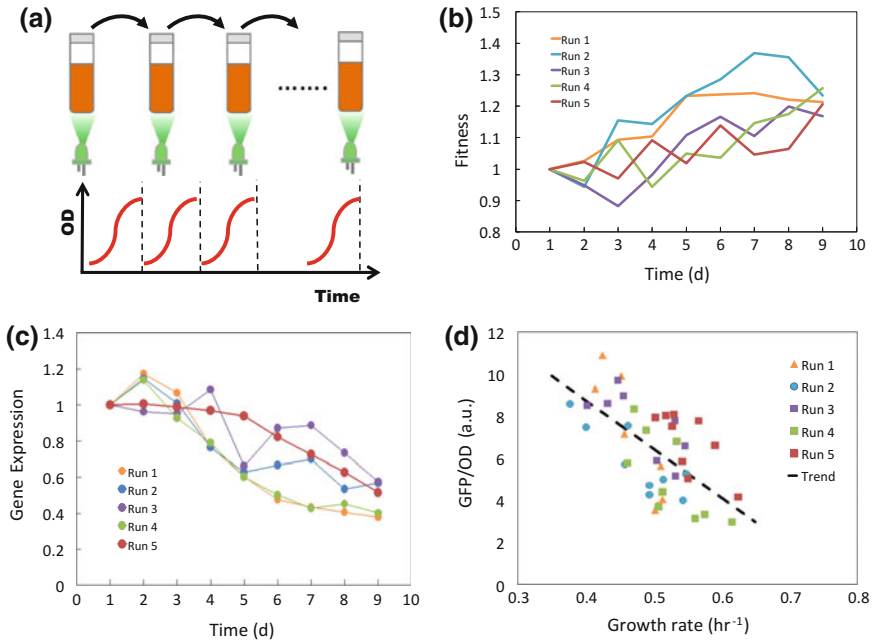 (a)
OD
Time
(b)
Fitness
1.4
1.3
1.2
1.1
1
0.9
0.8
Run 1
Run 2
Run 3
Run 4
Run 5
0 1 2 3 4 5 6 7 8 9 10
Time (d)
(c)
Gene Expression
1.4
1.2
1
0.8
0.6
0.4
0.2
0
Run 1
Run 2
Run 3
Run 4
Run 5
0 1 2 3 4 5 6 7 8 9 10
Time (d)
(d)
GFP/OD (a.u.)
12
10
8
6
4
2
0
Run 1
Run 2
Run 3
Run 4
Run 5
Trend
0.3 0.4 0.5 0.6 0.7 0.8
Growth rate (hr⁻¹)